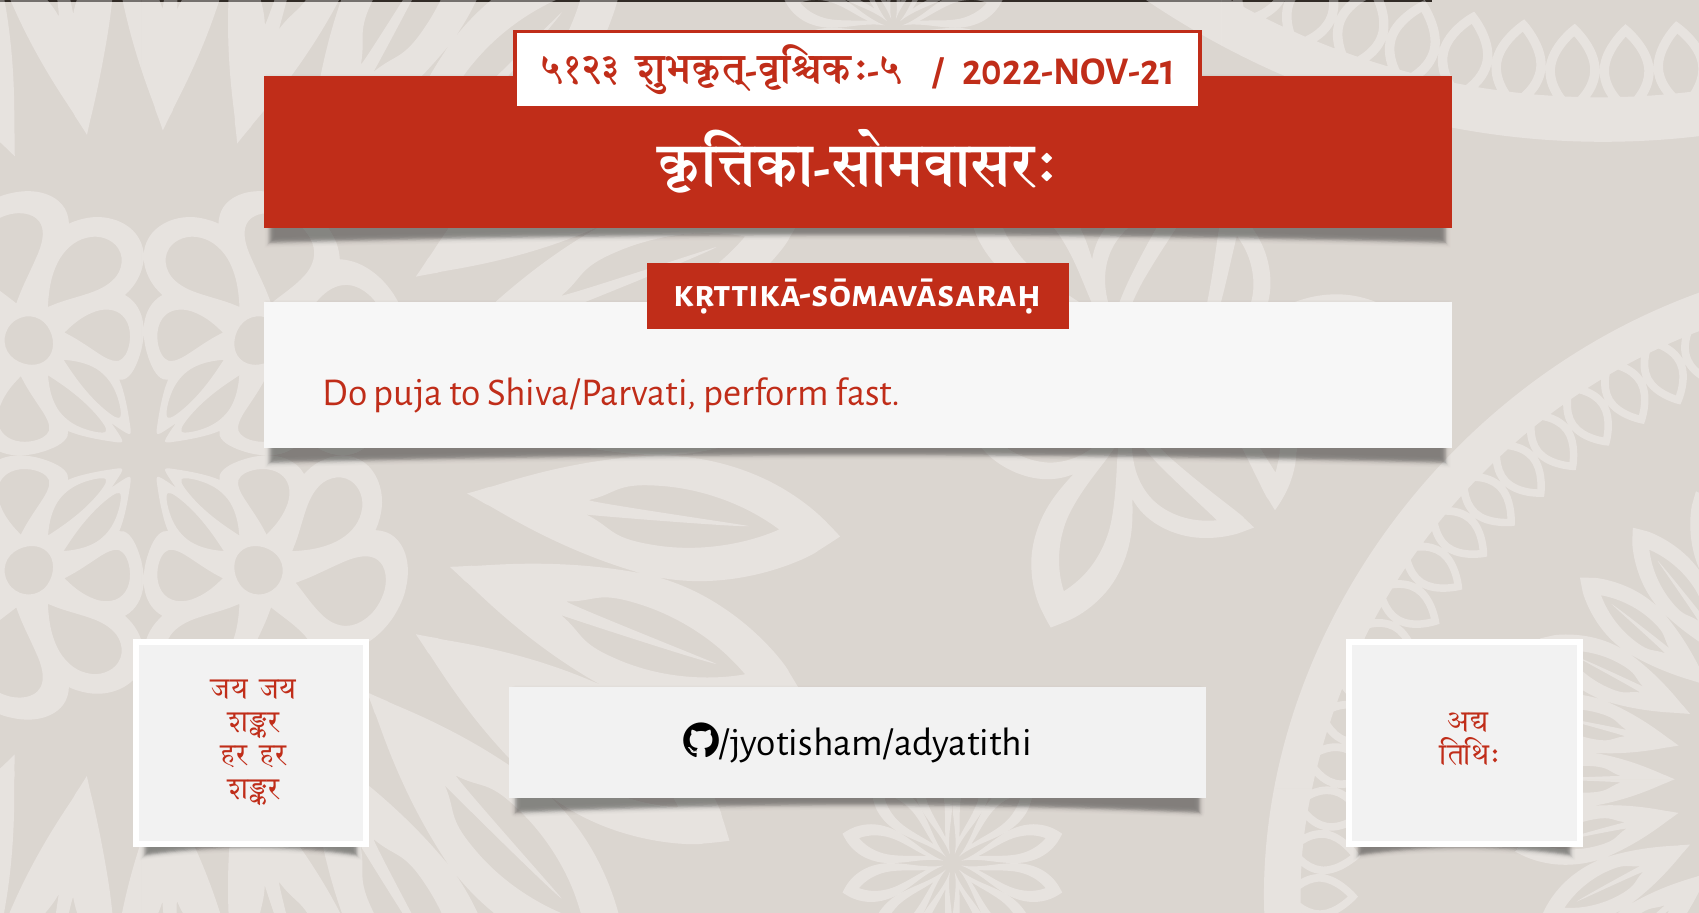 ५१२३ शुभकृत्-वृश्चिकः-५ / 2022-NOV-21
कृत्तिका-सोमवासरः
KṚTTIKĀ-SŌMAVĀSARAḤ
Do puja to Shiva/Parvati, perform fast.
जय जय
शङ्कर
हर हर
शङ्कर
/jyotisham/adyatithi
अद्य
तिथिः